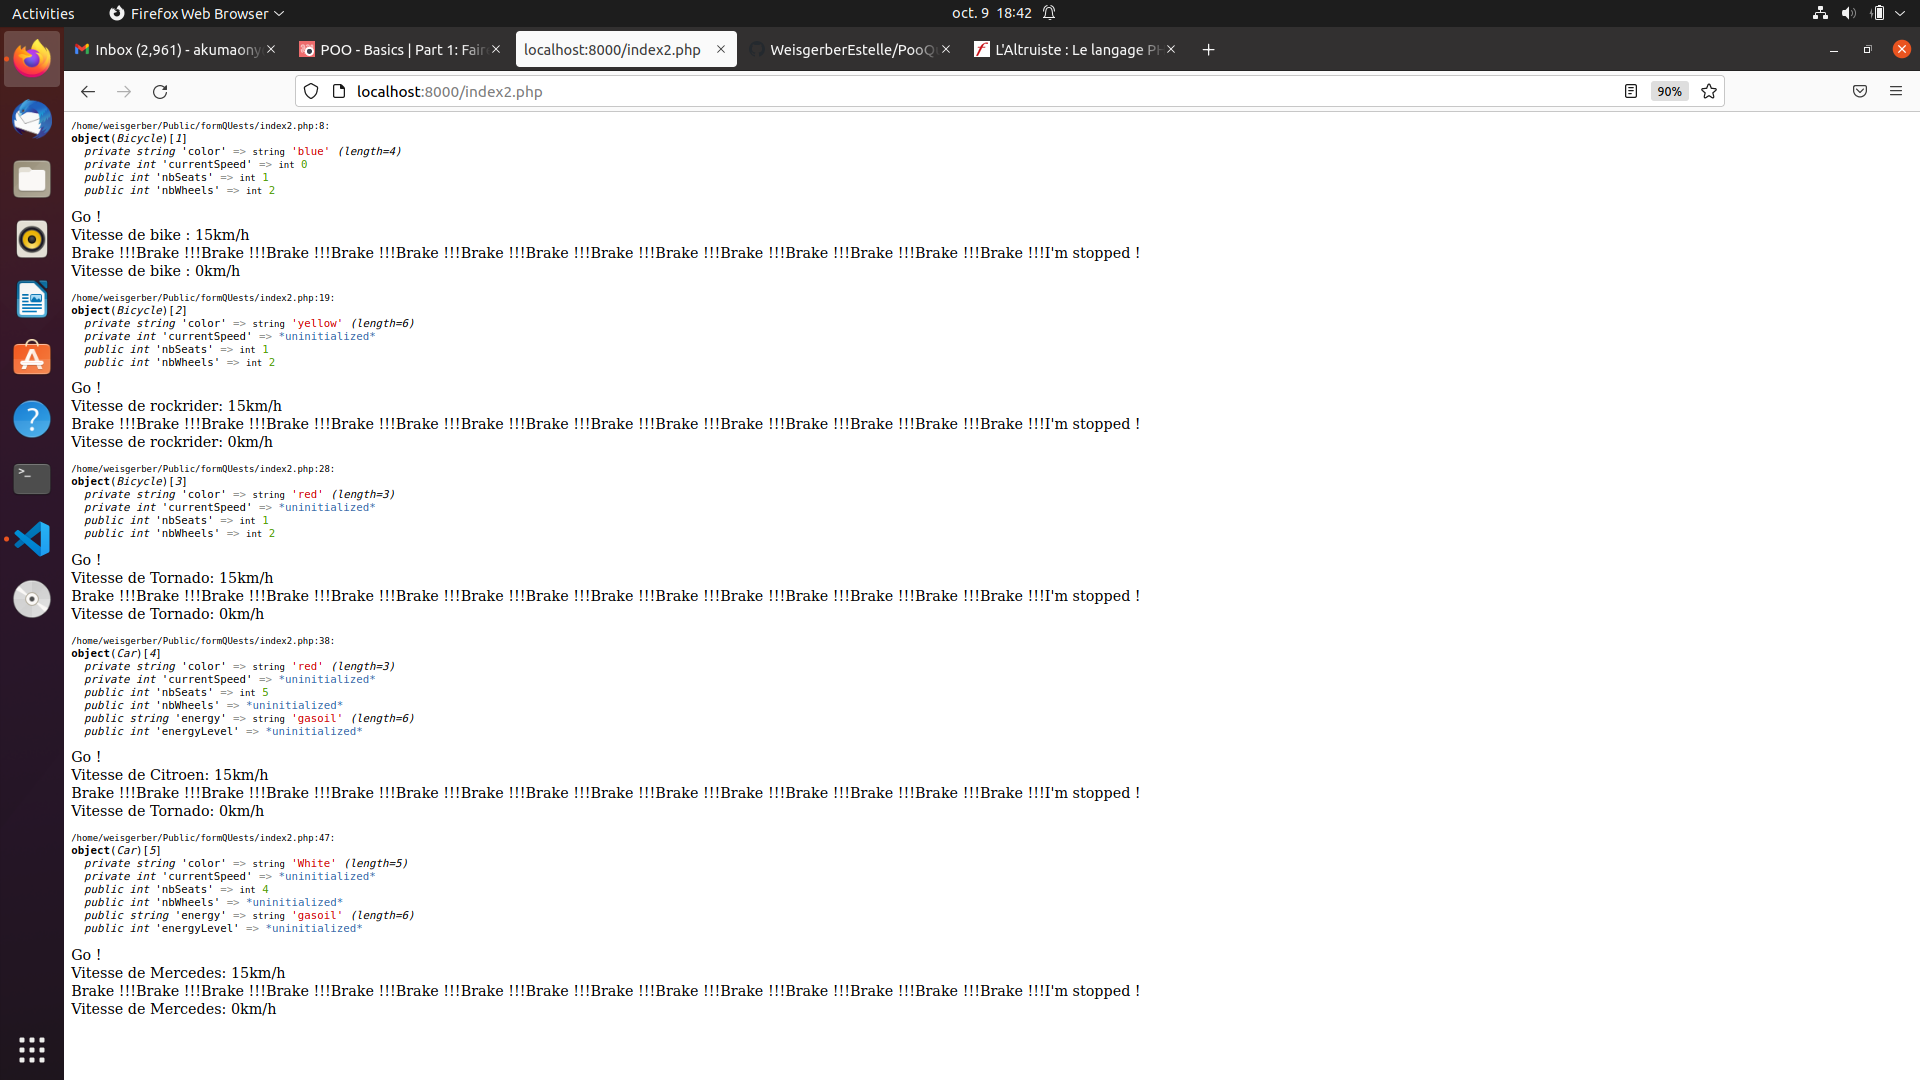 Activities
Firefox Web Browser
oct. 9 18:42
Inbox (2,961) - akumaony
POO - Basics | Part 1: Faire
localhost:8000/index2.php
WeisgerberEstelle/PooQu
L'Altruiste : Le langage PH
localhost:8000/index2.php
90%
/home/weisgerber/Public/formQUests/index2.php:8:
object(Bicycle)[1]
private string 'color' => string 'blue' (length=4)
private int 'currentSpeed' => int 0
public int 'nbSeats' => int 1
public int 'nbWheels' => int 2
Go !
Vitesse de bike : 15km/h
Brake !!!Brake !!!Brake !!!Brake !!!Brake !!!Brake !!!Brake !!!Brake !!!Brake !!!Brake !!!Brake !!!Brake !!!Brake !!!Brake !!!Brake !!!I'm stopped !
Vitesse de bike : 0km/h
/home/weisgerber/Public/formQUests/index2.php:19:
object(Bicycle)[2]
private string 'color' => string 'yellow' (length=6)
private int 'currentSpeed' => *uninitialized*
public int 'nbSeats' => int 1
public int 'nbWheels' => int 2
Go !
Vitesse de rockrider: 15km/h
Brake !!!Brake !!!Brake !!!Brake !!!Brake !!!Brake !!!Brake !!!Brake !!!Brake !!!Brake !!!Brake !!!Brake !!!Brake !!!Brake !!!Brake !!!I'm stopped !
Vitesse de rockrider: 0km/h
/home/weisgerber/Public/formQUests/index2.php:28:
object(Bicycle)[3]
private string 'color' => string 'red' (length=3)
private int 'currentSpeed' => *uninitialized*
public int 'nbSeats' => int 1
public int 'nbWheels' => int 2
Go !
Vitesse de Tornado: 15km/h
Brake !!!Brake !!!Brake !!!Brake !!!Brake !!!Brake !!!Brake !!!Brake !!!Brake !!!Brake !!!Brake !!!Brake !!!Brake !!!Brake !!!Brake !!!I'm stopped !
Vitesse de Tornado: 0km/h
/home/weisgerber/Public/formQUests/index2.php:38:
object(Car)[4]
private string 'color' => string 'red' (length=3)
private int 'currentSpeed' => *uninitialized*
public int 'nbSeats' => int 5
public int 'nbWheels' => *uninitialized*
public string 'energy' => string 'gasoil' (length=6)
public int 'energyLevel' => *uninitialized*
Go !
Vitesse de Citroen: 15km/h
Brake !!!Brake !!!Brake !!!Brake !!!Brake !!!Brake !!!Brake !!!Brake !!!Brake !!!Brake !!!Brake !!!Brake !!!Brake !!!Brake !!!Brake !!!I'm stopped !
Vitesse de Tornado: 0km/h
/home/weisgerber/Public/formQUests/index2.php:47:
object(Car)[5]
private string 'color' => string 'White' (length=5)
private int 'currentSpeed' => *uninitialized*
public int 'nbSeats' => int 4
public int 'nbWheels' => *uninitialized*
public string 'energy' => string 'gasoil' (length=6)
public int 'energyLevel' => *uninitialized*
Go !
Vitesse de Mercedes: 15km/h
Brake !!!Brake !!!Brake !!!Brake !!!Brake !!!Brake !!!Brake !!!Brake !!!Brake !!!Brake !!!Brake !!!Brake !!!Brake !!!Brake !!!Brake !!!I'm stopped !
Vitesse de Mercedes: 0km/h